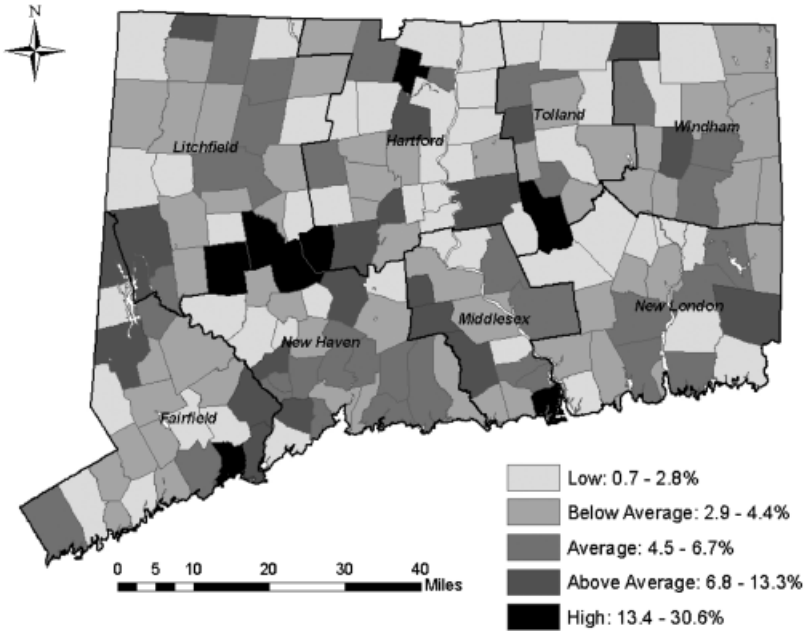 N
Litchfield
Hartford
Tolland
Windham
New Haven
Middlesex
New London
Fairfield
Low: 0.7 - 2.8%
Below Average: 2.9 - 4.4%
Average: 4.5 - 6.7%
Above Average: 6.8 - 13.3%
High: 13.4 - 30.6%
0 5 10 20 30 40
Miles